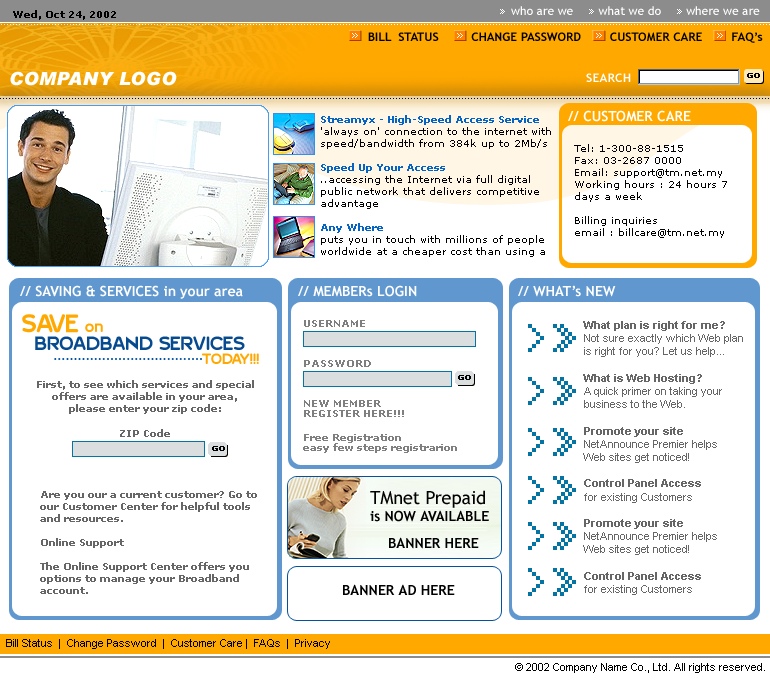 Wed, Oct 24, 2002
» who are we » what we do » where we are
BILL STATUS CHANGE PASSWORD CUSTOMER CARE FAQ's
COMPANY LOGO
SEARCH GO
Streamyx - High-Speed Access Service
'always on' connection to the internet with
speed/bandwidth from 384k up to 2Mb/s
Speed Up Your Access
..accessing the Internet via full digital
public network that delivers competitive
advantage
Any Where
puts you in touch with millions of people
worldwide at a cheaper cost than using a
// CUSTOMER CARE
Tel: 1-300-88-1515
Fax: 03-2687 0000
Email: support@tm.net.my
Working hours : 24 hours 7
days a week
Billing inquiries
email : billcare@tm.net.my
// SAVING & SERVICES in your area
SAVE on
BROADBAND SERVICES
TODAY!!!
First, to see which services and special
offers are available in your area,
please enter your zip code:
ZIP Code
GO
Are you our a current customer? Go to
our Customer Center for helpful tools
and resources.
Online Support
The Online Support Center offers you
options to manage your Broadband
account.
// MEMBERs LOGIN
USERNAME
PASSWORD
GO
NEW MEMBER
REGISTER HERE!!!
Free Registration
easy few steps registrarion
TMnet Prepaid
is NOW AVAILABLE
BANNER HERE
BANNER AD HERE
// WHAT's NEW
What plan is right for me?
Not sure exactly which Web plan
is right for you? Let us help...
What is Web Hosting?
A quick primer on taking your
business to the Web.
Promote your site
NetAnnounce Premier helps
Web sites get noticed!
Control Panel Access
for existing Customers
Promote your site
NetAnnounce Premier helps
Web sites get noticed!
Control Panel Access
for existing Customers
Bill Status | Change Password | Customer Care | FAQs | Privacy
© 2002 Company Name Co., Ltd. All rights reserved.